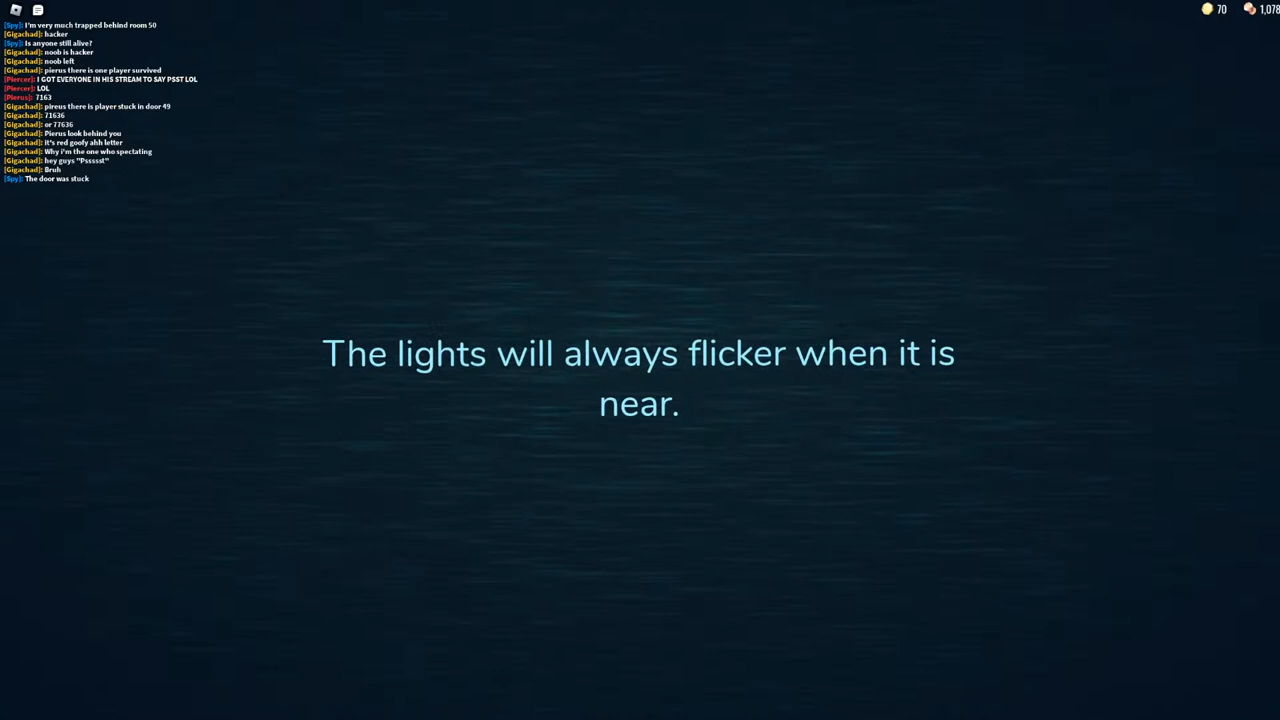 [Spy]: I'm very much trapped behind room 50
[Gigachad]: hacker
[Spy]: Is anyone still alive?
[Gigachad]: noob is hacker
[Gigachad]: noob left
[Gigachad]: pierus there is one player survived
[Piercer]: I GOT EVERYONE IN HIS STREAM TO SAY PSST LOL
[Piercer]: LOL
[Pierus]: 7163
[Gigachad]: pireus there is player stuck in door 49
[Gigachad]: 71636
[Gigachad]: or 77636
[Gigachad]: Pierus look behind you
[Gigachad]: it's red goofy ahh letter
[Gigachad]: Why i'm the one who spectating
[Gigachad]: hey guys "Pssssst"
[Gigachad]: Bruh
[Spy]: The door was stuck
70
1,078
The lights will always flicker when it is
near.